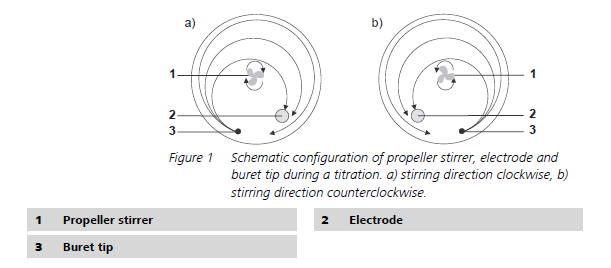 a)
b)
1
1
2
2
3
3
Figure 1 Schematic configuration of propeller stirrer, electrode and
buret tip during a titration. a) stirring direction clockwise, b)
stirring direction counterclockwise.
1 Propeller stirrer 2 Electrode
3 Buret tip